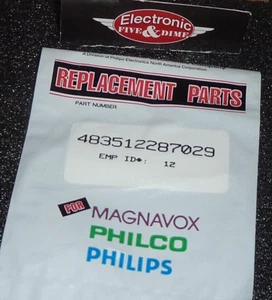 Electronic
FIVE & DIME
A Division of Philips Electronics North America Corporation
REPLACEMENT PARTS
PART NUMBER
483512287029
EMP ID#: 12
FOR MAGNAVOX
PHILCO
PHILIPS